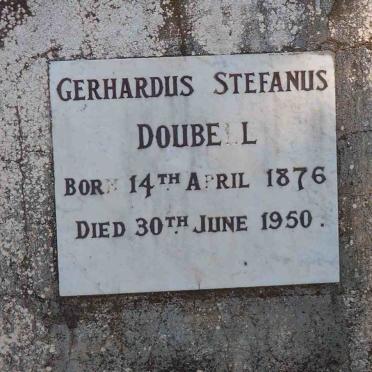 GERHARDUS STEFANUS
DOUBELL
BORN 14TH APRIL 1876
DIED 30TH JUNE 1950.